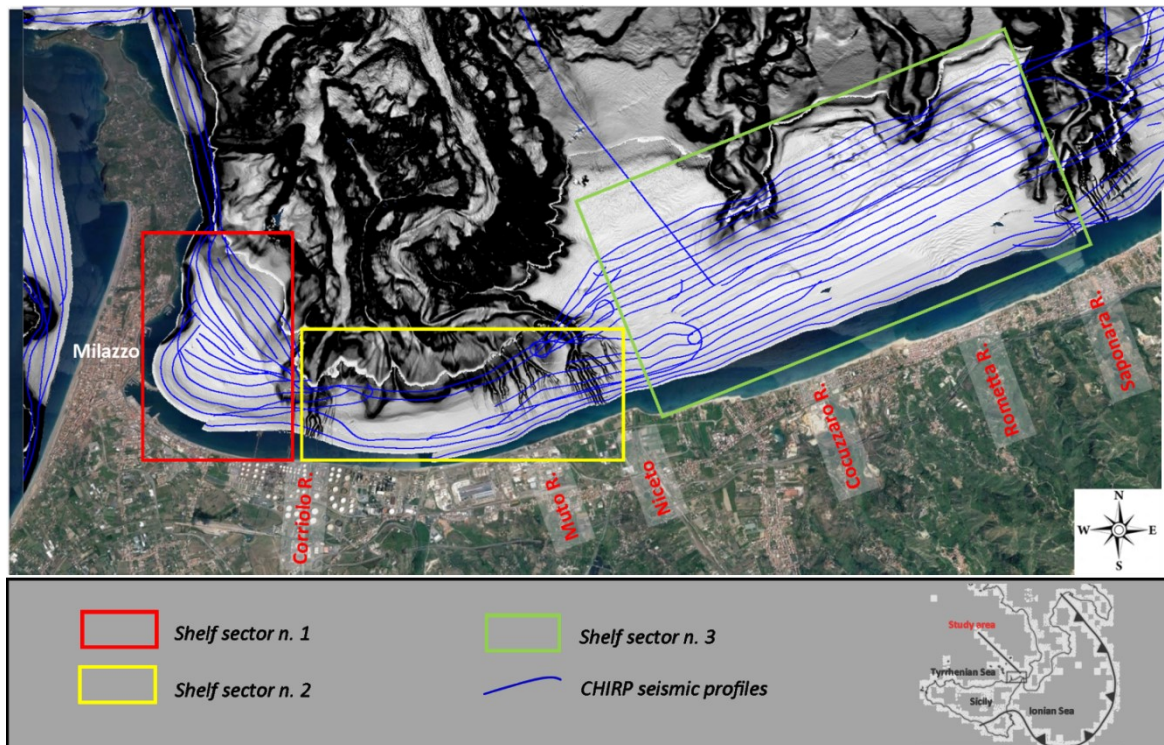 Milazzo
Corriolo R.
Muto R.
Niceto
Cocuzzaro R.
Rometta R.
Saponara R.
N
W E
S
Shelf sector n. 1
Shelf sector n. 2
Shelf sector n. 3
CHIRP seismic profiles
Study area
Tyrrhenian Sea
Sicily
Ionian Sea